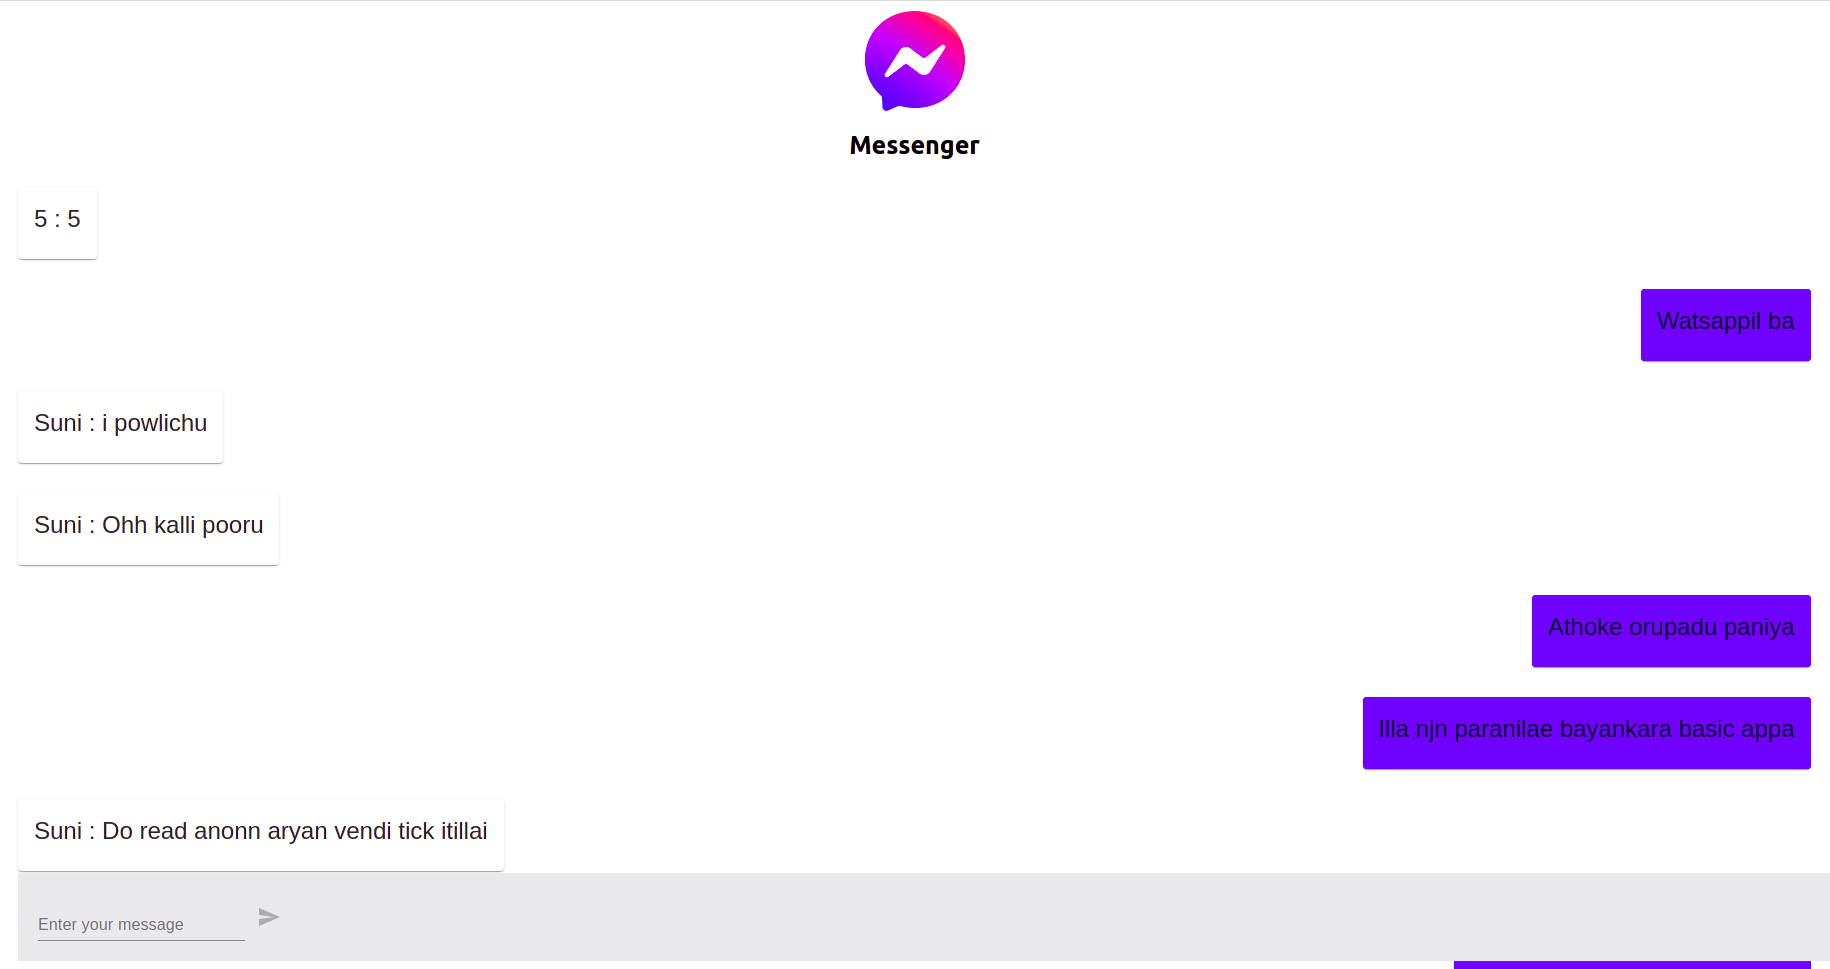 Messenger
5 : 5
Watsappil ba
Suni : i powlichu
Suni : Ohh kalli pooru
Athoke orupadu paniya
Illa njn paranilae bayankara basic appa
Suni : Do read anonn aryan vendi tick itillai
Enter your message